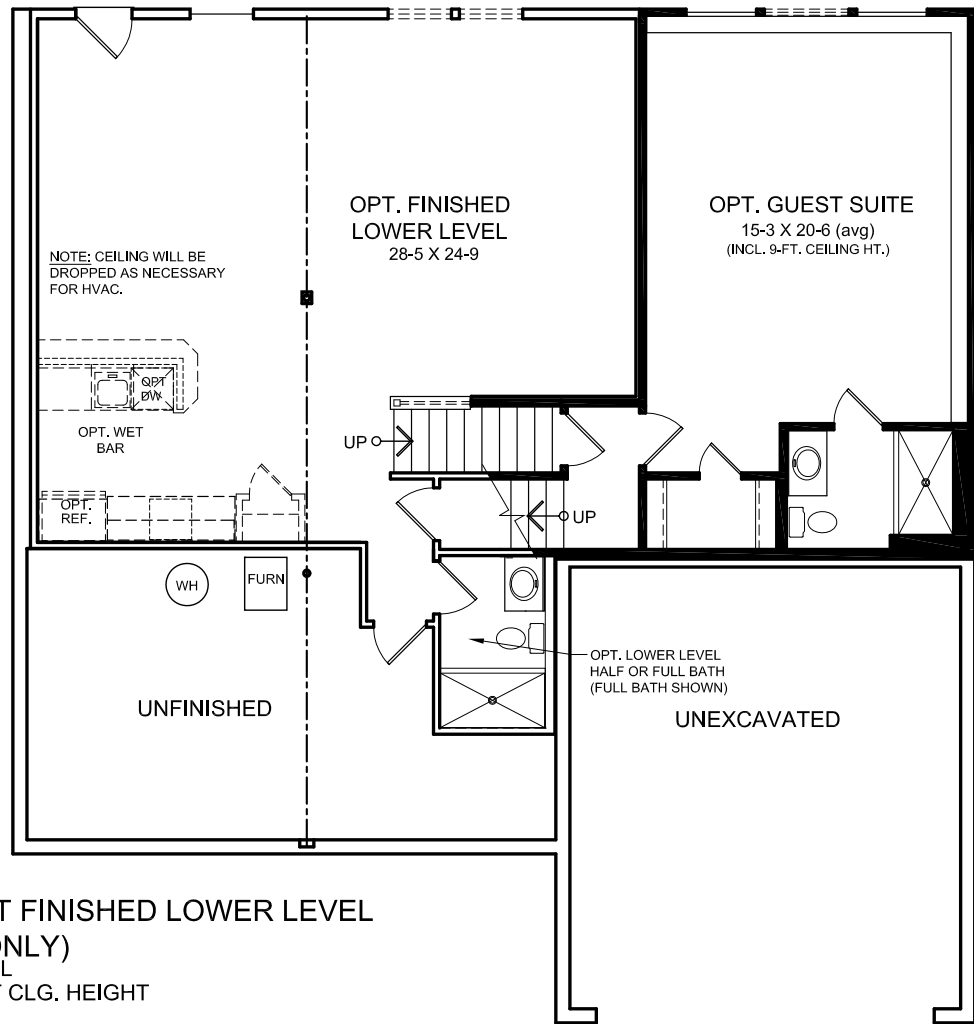 OPT. FINISHED
LOWER LEVEL
28-5 X 24-9
OPT. GUEST SUITE
15-3 X 20-6 (avg)
(INCL. 9-FT. CEILING HT.)
NOTE: CEILING WILL BE
DROPPED AS NECESSARY
FOR HVAC.
OPT
DW
OPT. WET
BAR
UP
OPT.
REF.
UP
WH
FURN
OPT. LOWER LEVEL
HALF OR FULL BATH
(FULL BATH SHOWN)
UNFINISHED
UNEXCAVATED
T FINISHED LOWER LEVEL
ONLY)
L
T CLG. HEIGHT